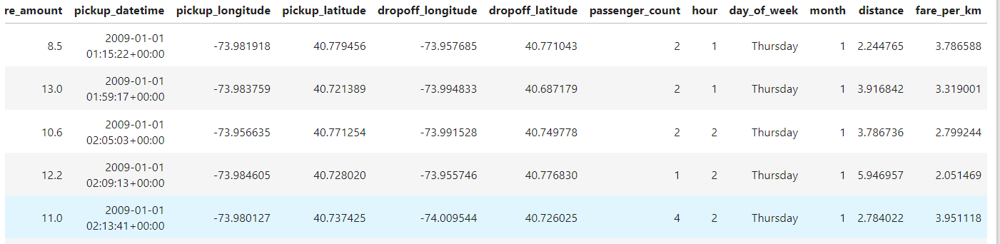 re_amount pickup_datetime pickup_longitude pickup_latitude dropoff_longitude dropoff_latitude passenger_count hour day_of_week month distance fare_per_km
2009-01-01
8.5 -73.981918 40.779456 -73.957685 40.771043 2 1 Thursday 1 2.244765 3.786588
01:15:22+00:00
2009-01-01
13.0 -73.983759 40.721389 -73.994833 40.687179 2 1 Thursday 1 3.916842 3.319001
01:59:17+00:00
2009-01-01
10.6 -73.956635 40.771254 -73.991528 40.749778 2 2 Thursday 1 3.786736 2.799244
02:05:03+00:00
2009-01-01
12.2 -73.984605 40.728020 -73.955746 40.776830 1 2 Thursday 1 5.946957 2.051469
02:09:13+00:00
2009-01-01
11.0 -73.980127 40.737425 -74.009544 40.726025 4 2 Thursday 1 2.784022 3.951118
02:13:41+00:00